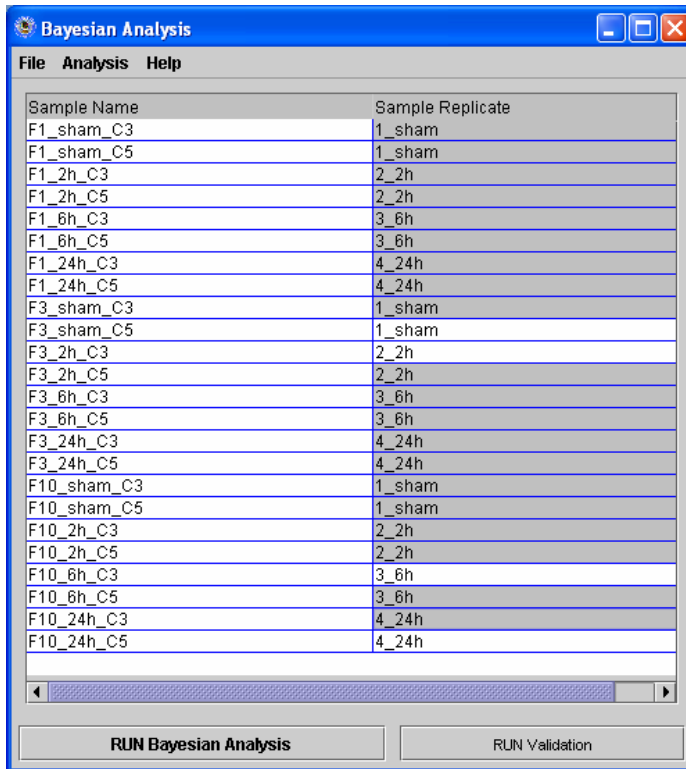 Bayesian Analysis
File Analysis Help
Sample Name Sample Replicate
F1_sham_C3 1_sham
F1_sham_C5 1_sham
F1_2h_C3 2_2h
F1_2h_C5 2_2h
F1_6h_C3 3_6h
F1_6h_C5 3_6h
F1_24h_C3 4_24h
F1_24h_C5 4_24h
F3_sham_C3 1_sham
F3_sham_C5 1_sham
F3_2h_C3 2_2h
F3_2h_C5 2_2h
F3_6h_C3 3_6h
F3_6h_C5 3_6h
F3_24h_C3 4_24h
F3_24h_C5 4_24h
F10_sham_C3 1_sham
F10_sham_C5 1_sham
F10_2h_C3 2_2h
F10_2h_C5 2_2h
F10_6h_C3 3_6h
F10_6h_C5 3_6h
F10_24h_C3 4_24h
F10_24h_C5 4_24h
RUN Bayesian Analysis RUN Validation